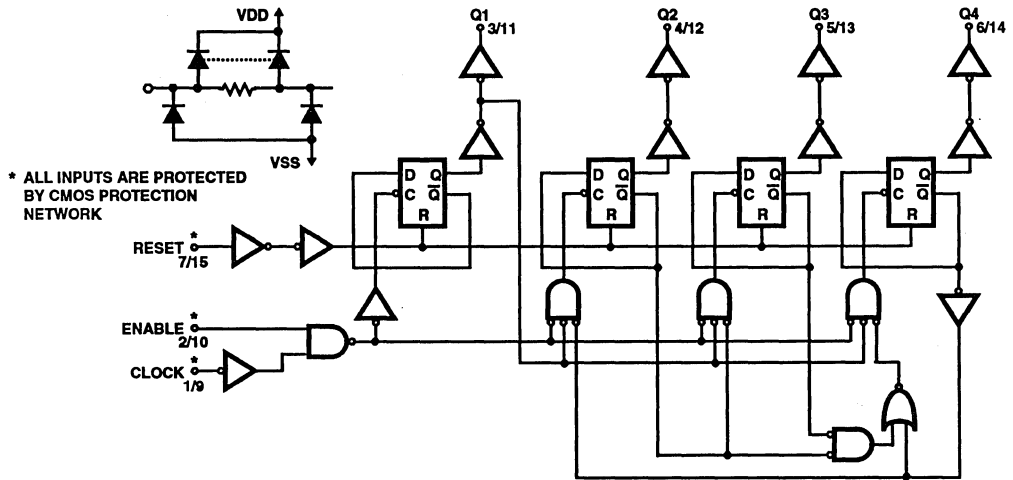 VDD
VSS
* ALL INPUTS ARE PROTECTED
BY CMOS PROTECTION
NETWORK
Q1
3/11
Q2
4/12
Q3
5/13
Q4
6/14
D Q
C Q̅
R
D Q
C Q̅
R
D Q
C Q̅
R
D Q
C Q̅
R
RESET *
7/15
ENABLE *
2/10
CLOCK *
1/9